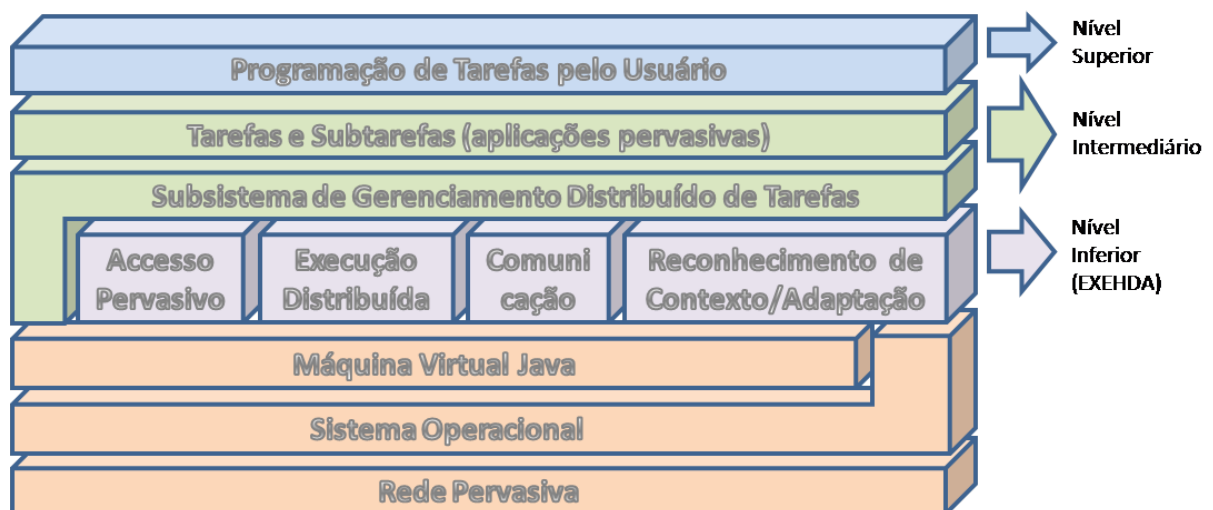 Programação de Tarefas pelo Usuário
Nível
Superior
Tarefas e Subtarefas (aplicações pervasivas)
Nível
Intermediário
Subsistema de Gerenciamento Distribuído de Tarefas
Accesso
Pervasivo
Execução
Distribuída
Comuni
cação
Reconhecimento de
Contexto/Adaptação
Nível
Inferior
(EXEHDA)
Máquina Virtual Java
Sistema Operacional
Rede Pervasiva